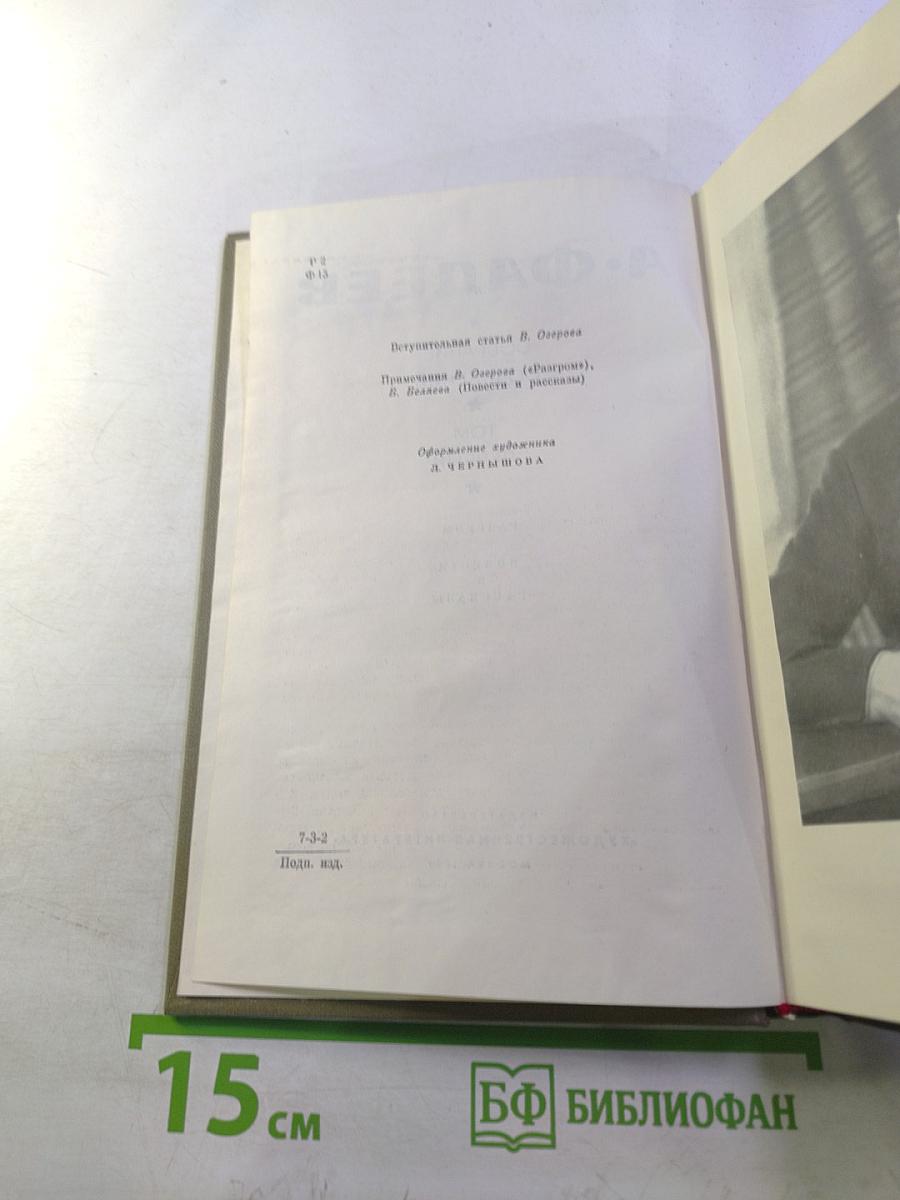 Р 2
Ф 15
Вступительная статья В. Озерова
Примечания В. Озерова («Разгром»),
Б. Беляева (Повести и рассказы)
Оформление художника
Л. ЧЕРНЫШОВА
7-3-2
Подп. изд.
15 см
БФ БИБЛИОФАН